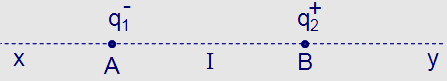 q₁⁻ q₂⁺
x A I B y